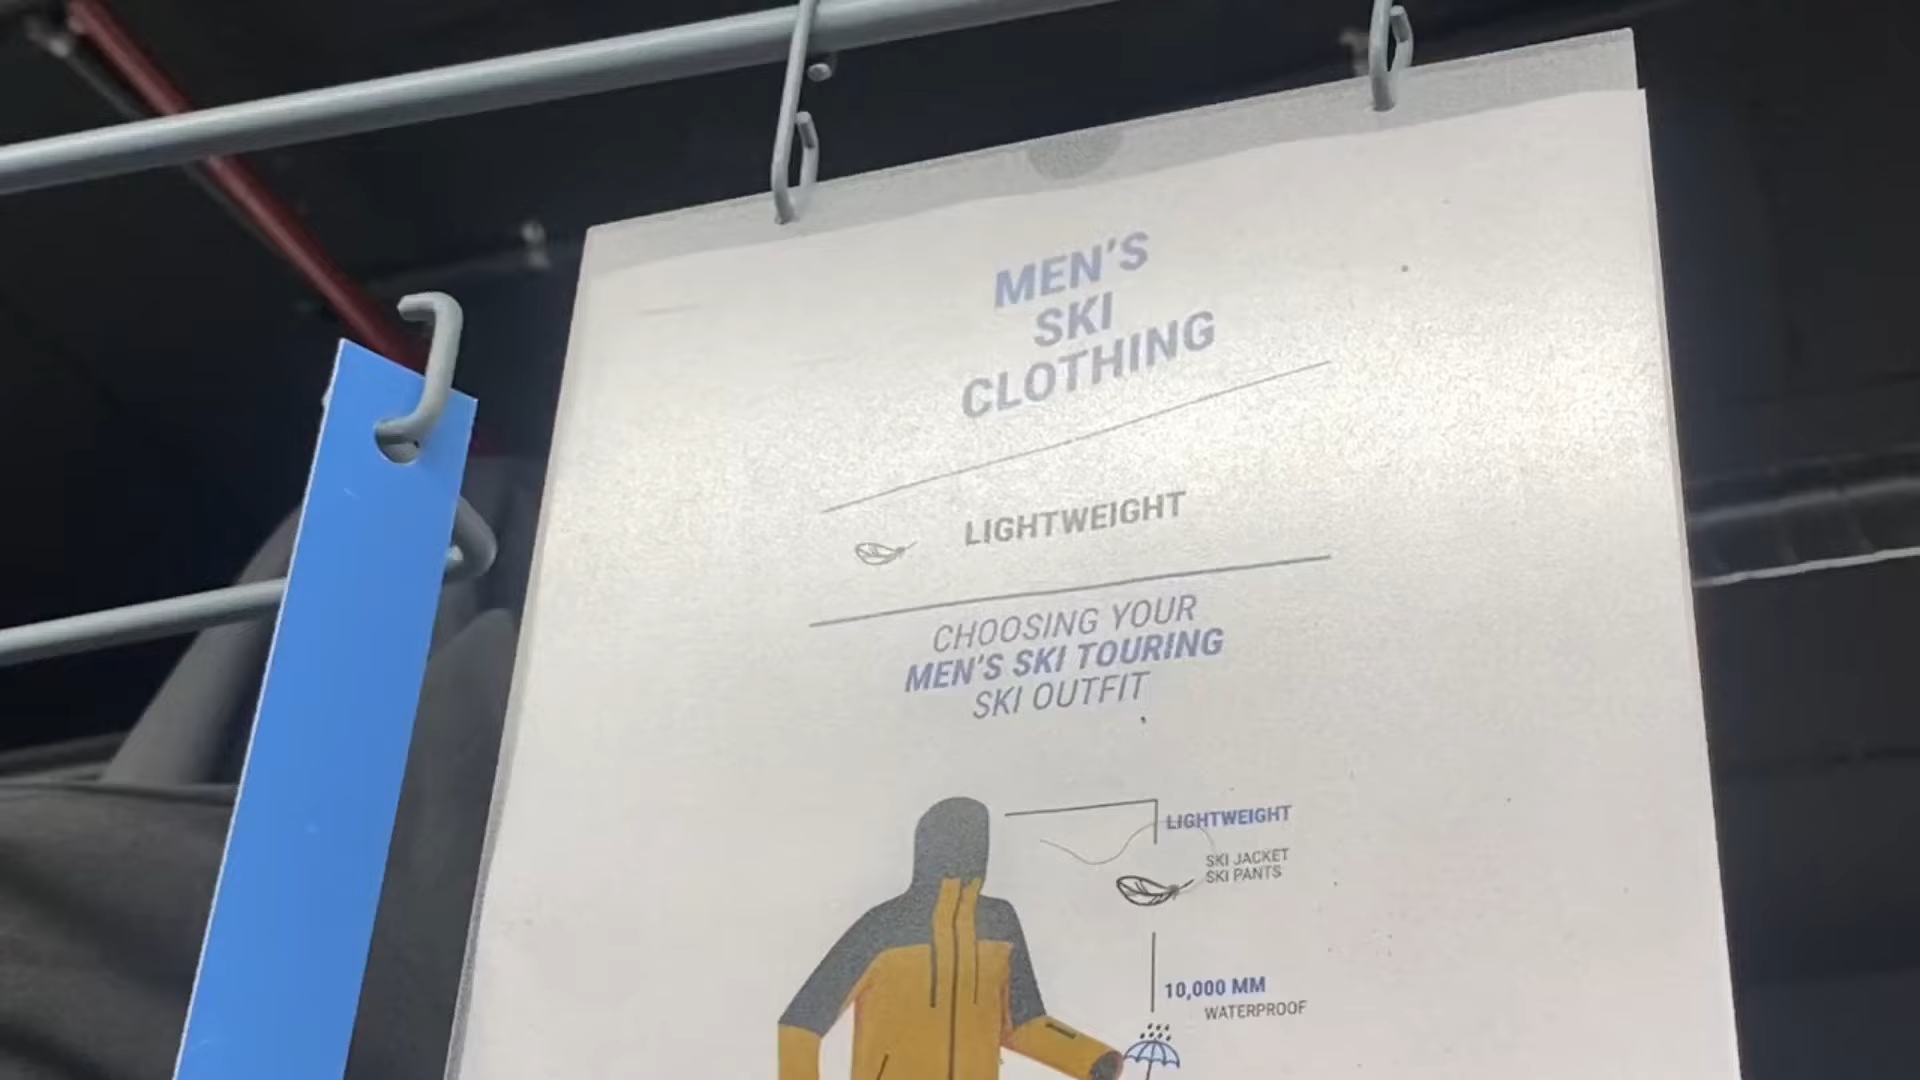 MEN'S
SKI
CLOTHING
LIGHTWEIGHT
CHOOSING YOUR
MEN'S SKI TOURING
SKI OUTFIT
LIGHTWEIGHT
SKI JACKET
SKI PANTS
10,000 MM
WATERPROOF